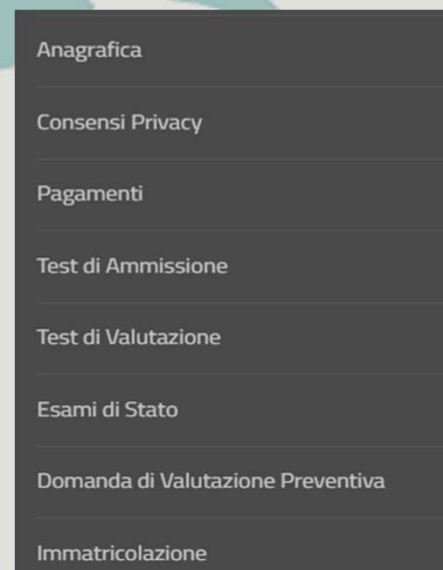 Anagrafica
Consensi Privacy
Pagamenti
Test di Ammissione
Test di Valutazione
Esami di Stato
Domanda di Valutazione Preventiva
Immatricolazione